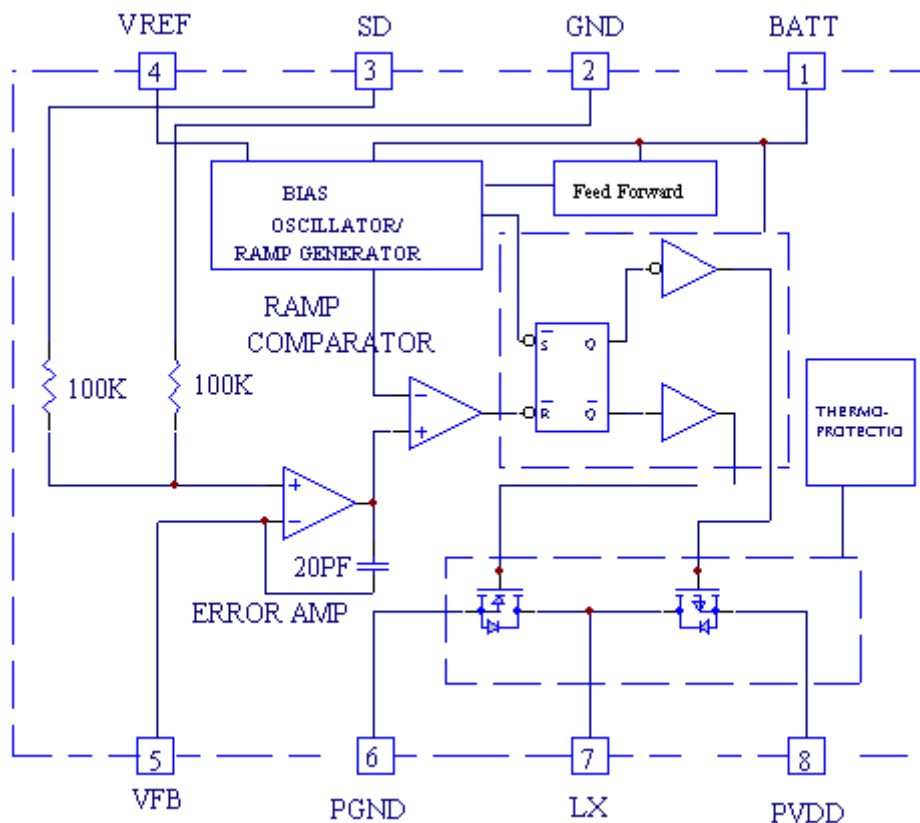 VREF
SD
GND
BATT
4
3
2
1
BIAS
OSCILLATOR/
RAMP GENERATOR
Feed Forward
RAMP
COMPARATOR
S
Q
R
Q
100K
100K
THERMO-
PROTECTIO
-
+
+
-
20PF
ERROR AMP
5
6
7
8
VFB
PGND
LX
PVDD